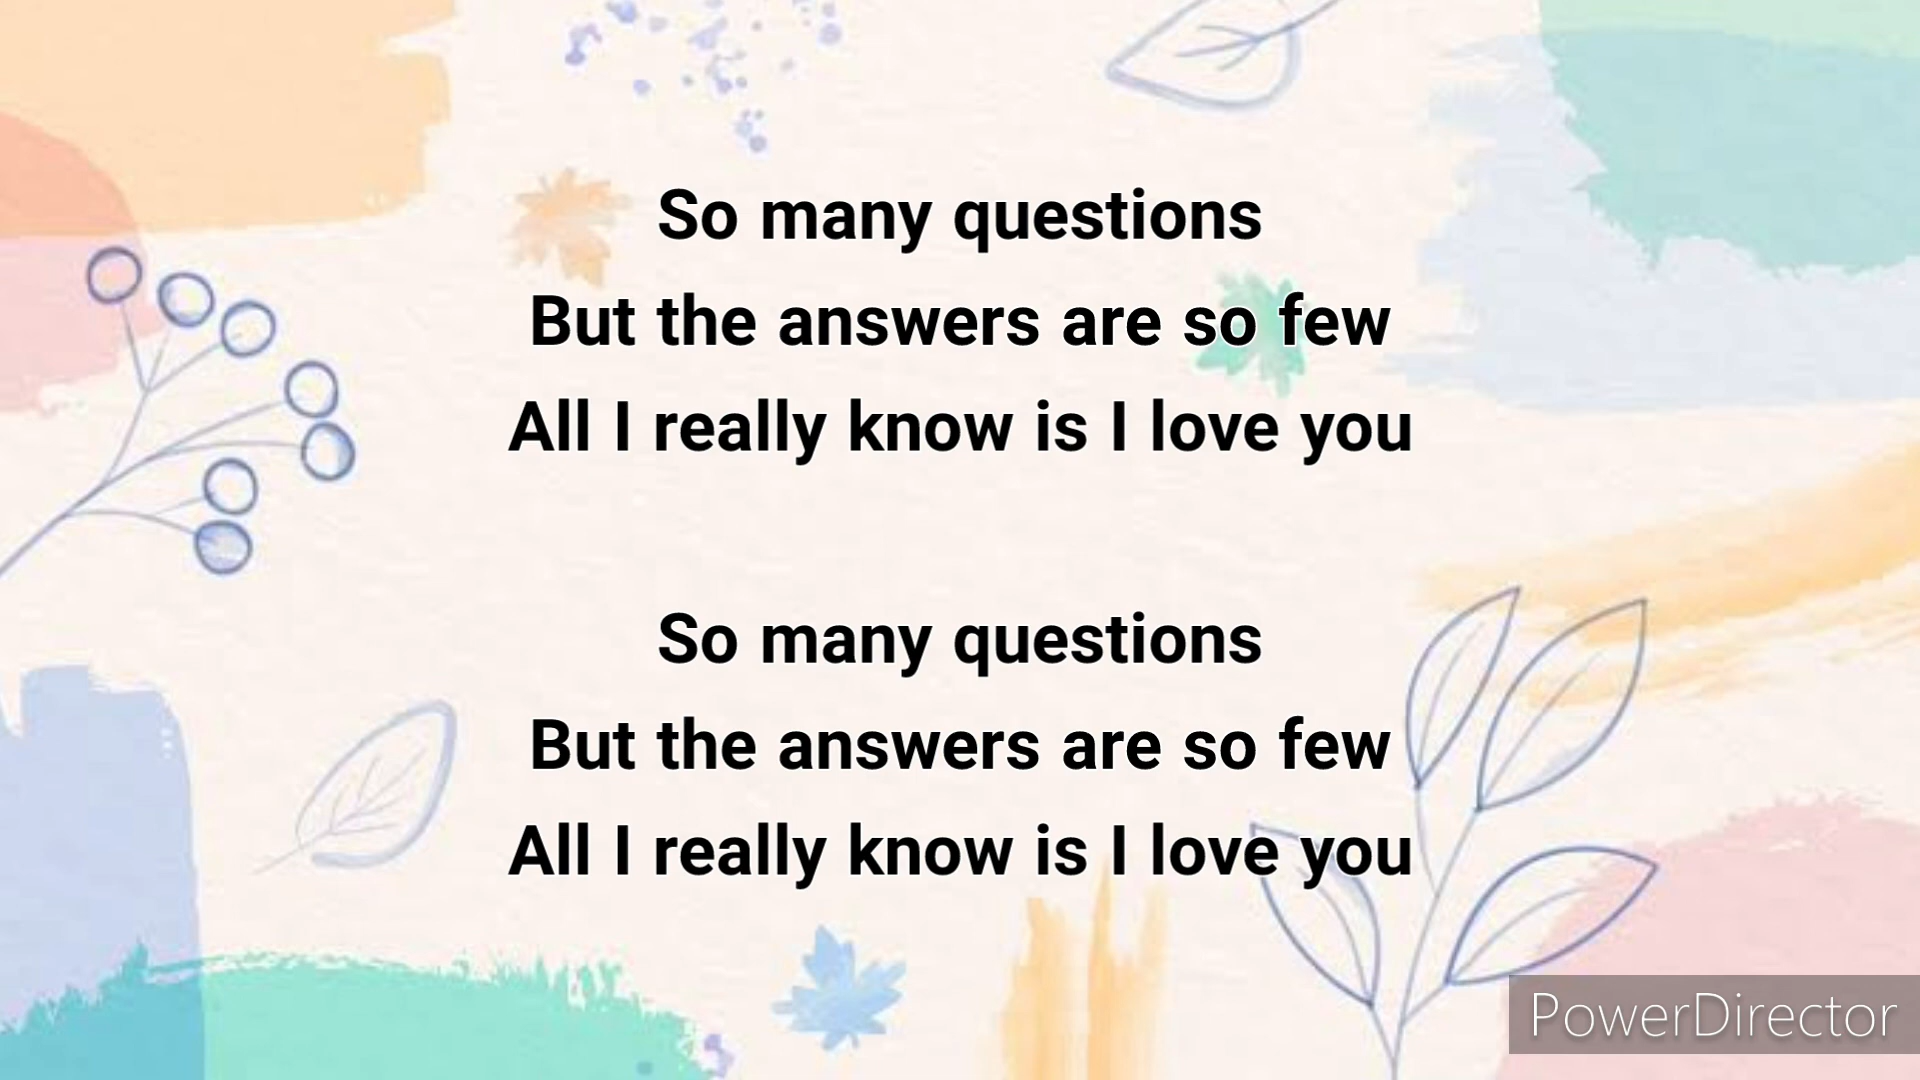 So many questions
But the answers are so few
All I really know is I love you
So many questions
But the answers are so few
All I really know is I love you
PowerDirector